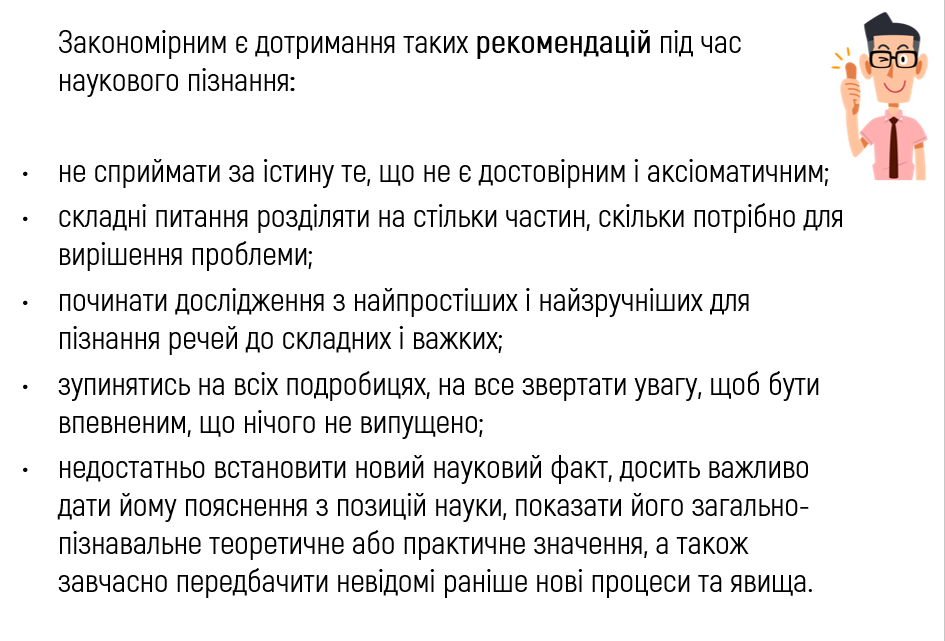 Закономірним є дотримання таких рекомендацій під час
наукового пізнання:
• не сприймати за істину те, що не є достовірним і аксіоматичним;
• складні питання розділяти на стільки частин, скільки потрібно для
вирішення проблеми;
• починати дослідження з найпростіших і найзручніших для
пізнання речей до складних і важких;
• зупинятись на всіх подробицях, на все звертати увагу, щоб бути
впевненим, що нічого не випущено;
• недостатньо встановити новий науковий факт, досить важливо
дати йому пояснення з позицій науки, показати його загально-
пізнавальне теоретичне або практичне значення, а також
завчасно передбачити невідомі раніше нові процеси та явища.